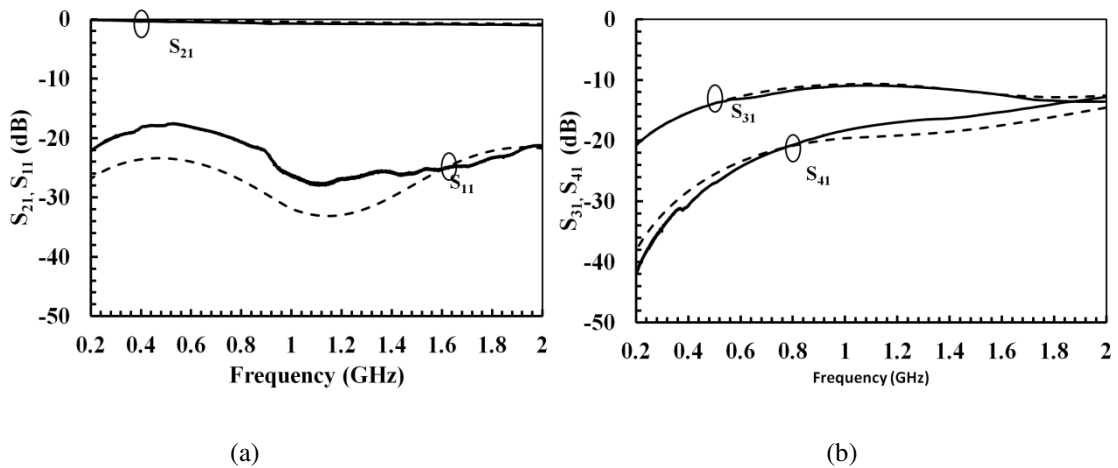 0
-10
-20
-30
-40
-50
S21, S11 (dB)
S21
S11
0.2 0.4 0.6 0.8 1 1.2 1.4 1.6 1.8 2
Frequency (GHz)
(a)
0
-10
-20
-30
-40
-50
S31, S41 (dB)
S31
S41
0.2 0.4 0.6 0.8 1 1.2 1.4 1.6 1.8 2
Frequency (GHz)
(b)